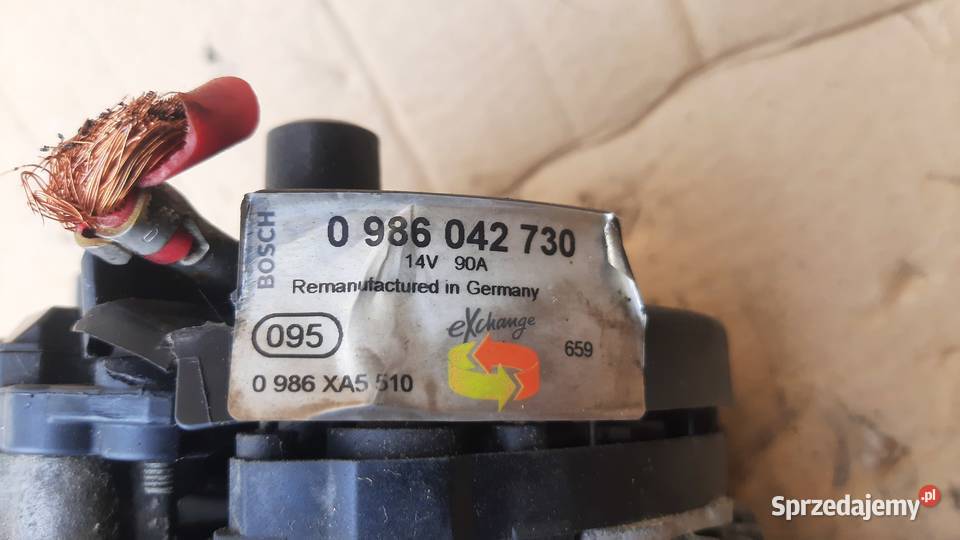 BOSCH
0 986 042 730
14V 90A
Remanufactured in Germany
eXchange
095
659
0 986 XA5 510
Sprzedajemy.pl